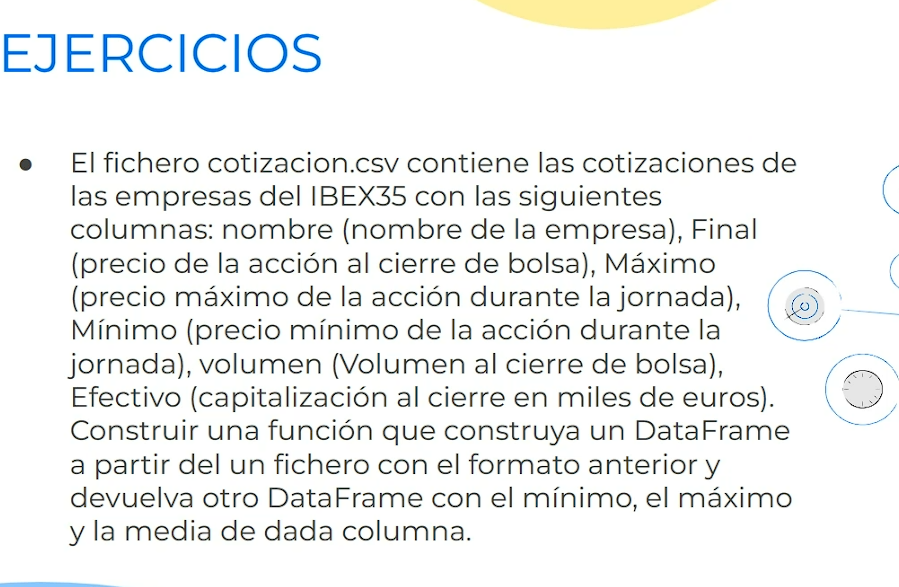 EJERCICIOS
● El fichero cotizacion.csv contiene las cotizaciones de
las empresas del IBEX35 con las siguientes
columnas: nombre (nombre de la empresa), Final
(precio de la acción al cierre de bolsa), Máximo
(precio máximo de la acción durante la jornada),
Mínimo (precio mínimo de la acción durante la
jornada), volumen (Volumen al cierre de bolsa),
Efectivo (capitalización al cierre en miles de euros).
Construir una función que construya un DataFrame
a partir del un fichero con el formato anterior y
devuelva otro DataFrame con el mínimo, el máximo
y la media de dada columna.